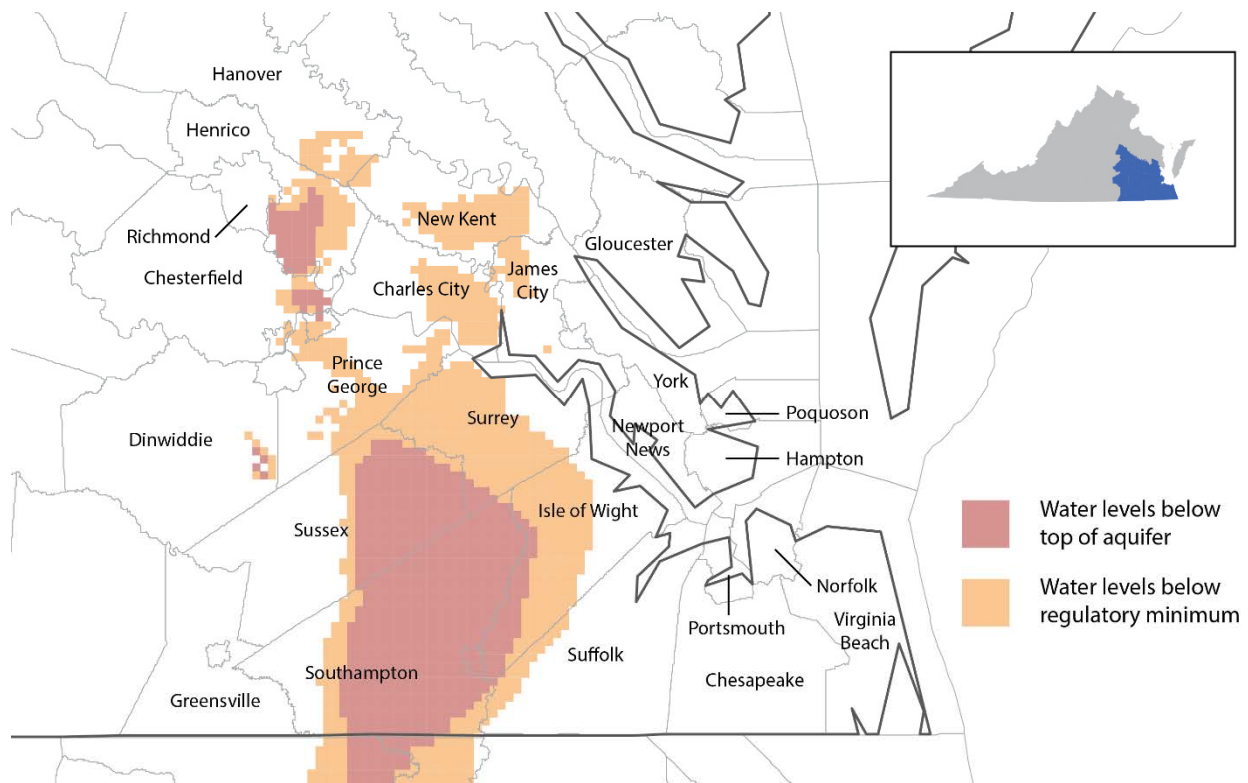 Hanover
Henrico
Richmond
Chesterfield
New Kent
Gloucester
James
City
Charles City
Prince
George
York
Poquoson
Surrey
Newport
News
Dinwiddie
Hampton
Isle of Wight
Sussex
Water levels below
top of aquifer
Norfolk
Water levels below
regulatory minimum
Portsmouth
Virginia
Beach
Suffolk
Southampton
Chesapeake
Greensville